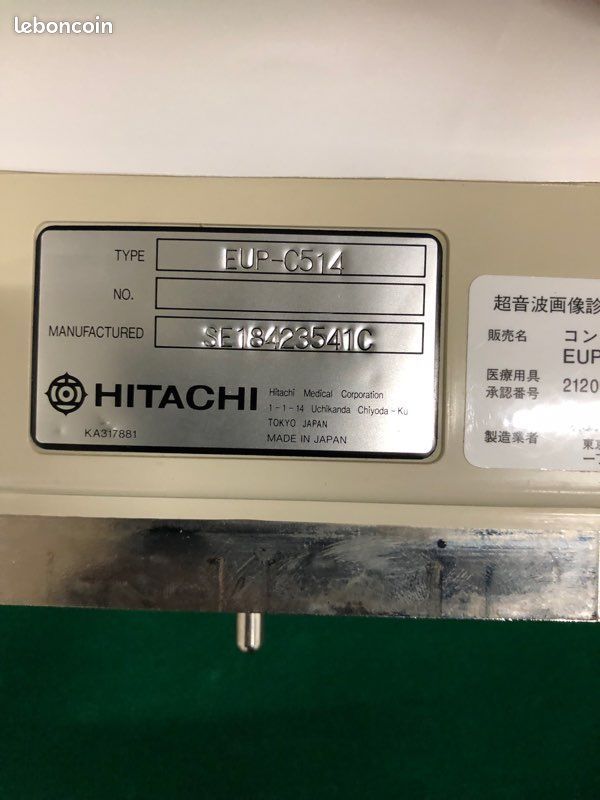 leboncoin
TYPE EUP-C514
NO.
MANUFACTURED SE18423541C
HITACHI
Hitachi Medical Corporation
1-1-14 Uchikanda Chiyoda-Ku
TOKYO JAPAN
MADE IN JAPAN
KA317881
超音波画像診
販売名 コン
EUP
医療用具
承認番号 2120
製造業者
東京